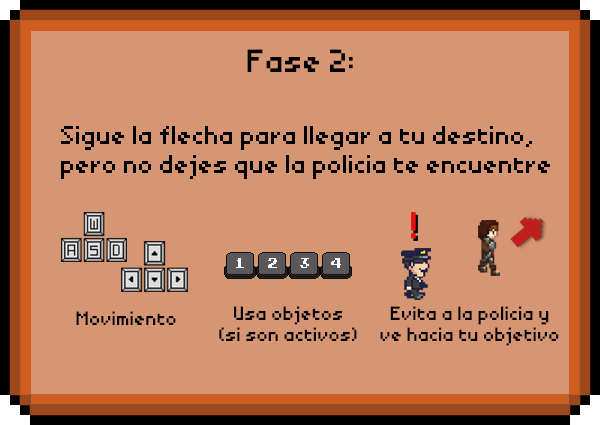 Fase 2:
Sigue la flecha para llegar a tu destino,
pero no dejes que la policia te encuentre
W
A S D
1 2 3 4
!
Movimiento
Usa objetos
(si son activos)
Evita a la policia y
ve hacia tu objetivo